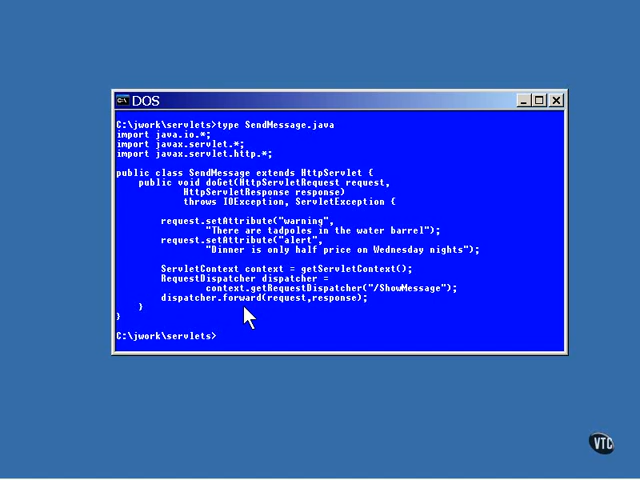 DOS
C:\jwork\servlets>type SendMessage.java
import java.io.*;
import javax.servlet.*;
import javax.servlet.http.*;
public class SendMessage extends HttpServlet {
public void doGet(HttpServletRequest request,
HttpServletResponse response)
throws IOException, ServletException {
request.setAttribute("warning",
"There are tadpoles in the water barrel");
request.setAttribute("alert",
"Dinner is only half price on Wednesday nights");
ServletContext context = getServletContext();
RequestDispatcher dispatcher =
context.getRequestDispatcher("/ShowMessage");
dispatcher.forward(request,response);
}
}
C:\jwork\servlets>
VTC